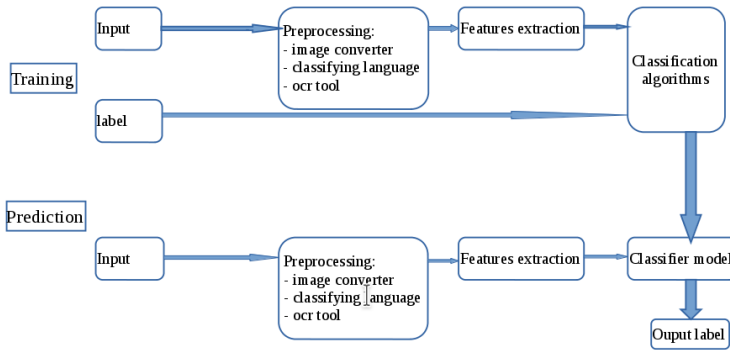 Input
Preprocessing:
- image converter
- classifying language
- ocr tool
Features extraction
Classification
algorithms
Training
label
Prediction
Input
Preprocessing:
- image converter
- classifying language
- ocr tool
Features extraction
Classifier model
Ouput label